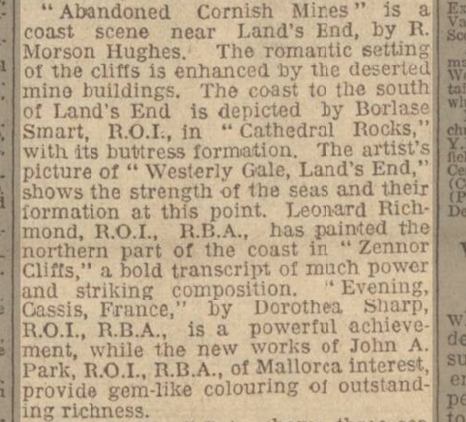 " Abandoned Cornish Mines " is a
coast scene near Land's End, by R.
Morson Hughes. The romantic setting
of the cliffs is enhanced by the deserted
mine buildings. The coast to the south
of Land's End is depicted by Borlase
Smart, R.O.I., in " Cathedral Rocks,"
with its buttress formation. The artist's
picture of " Westerly Gale, Land's End,"
shows the strength of the seas and their
formation at this point. Leonard Rich-
mond, R.O.I., R.B.A., has painted the
northern part of the coast in " Zennor
Cliffs," a bold transcript of much power
and striking composition. " Evening,
Cassis, France," by Dorothea Sharp,
R.O.I., R.B.A., is a powerful achieve-
ment, while the new works of John A.
Park, R.O.I., R.B.A., of Mallorca interest,
provide gem-like colouring of outstand-
ing richness.